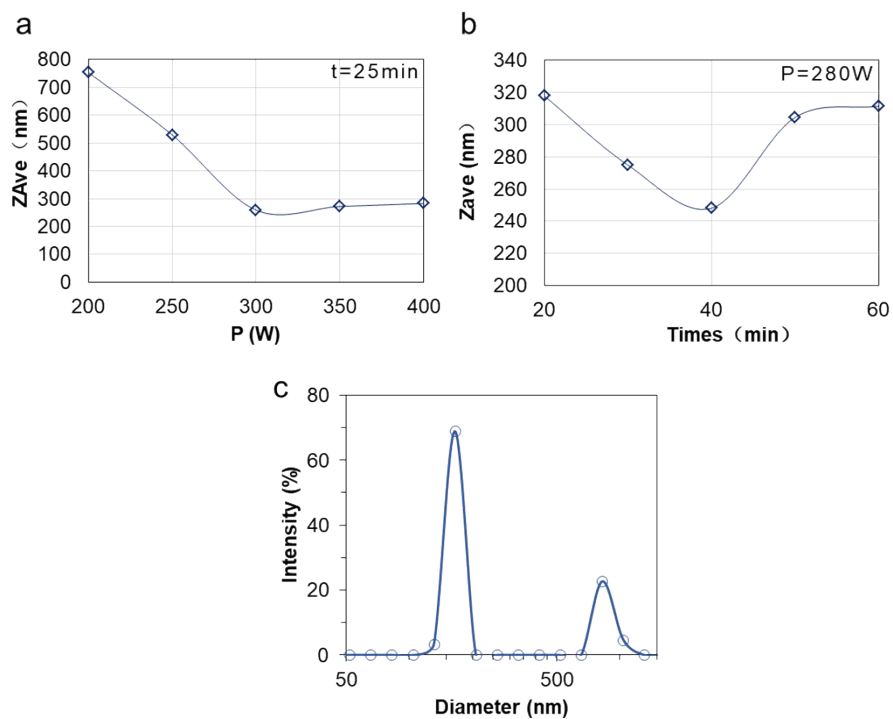 a
t=25min
ZAve（nm）
800
700
600
500
400
300
200
100
0
200 250 300 350 400
P (W)
b
P=280W
Zave (nm)
340
320
300
280
260
240
220
200
20 40 60
Times（min）
c
Intensity (%)
80
60
40
20
0
50 500
Diameter (nm)